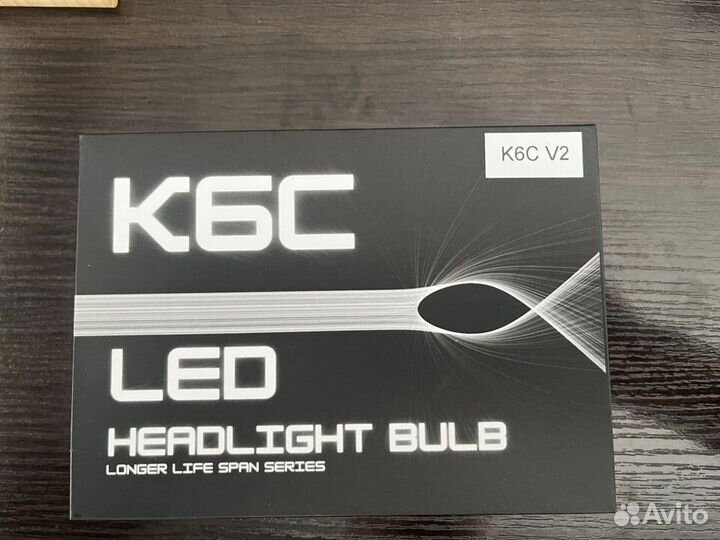 K6C V2
K6C
LED
HEADLIGHT BULB
LONGER LIFE SPAN SERIES
Avito